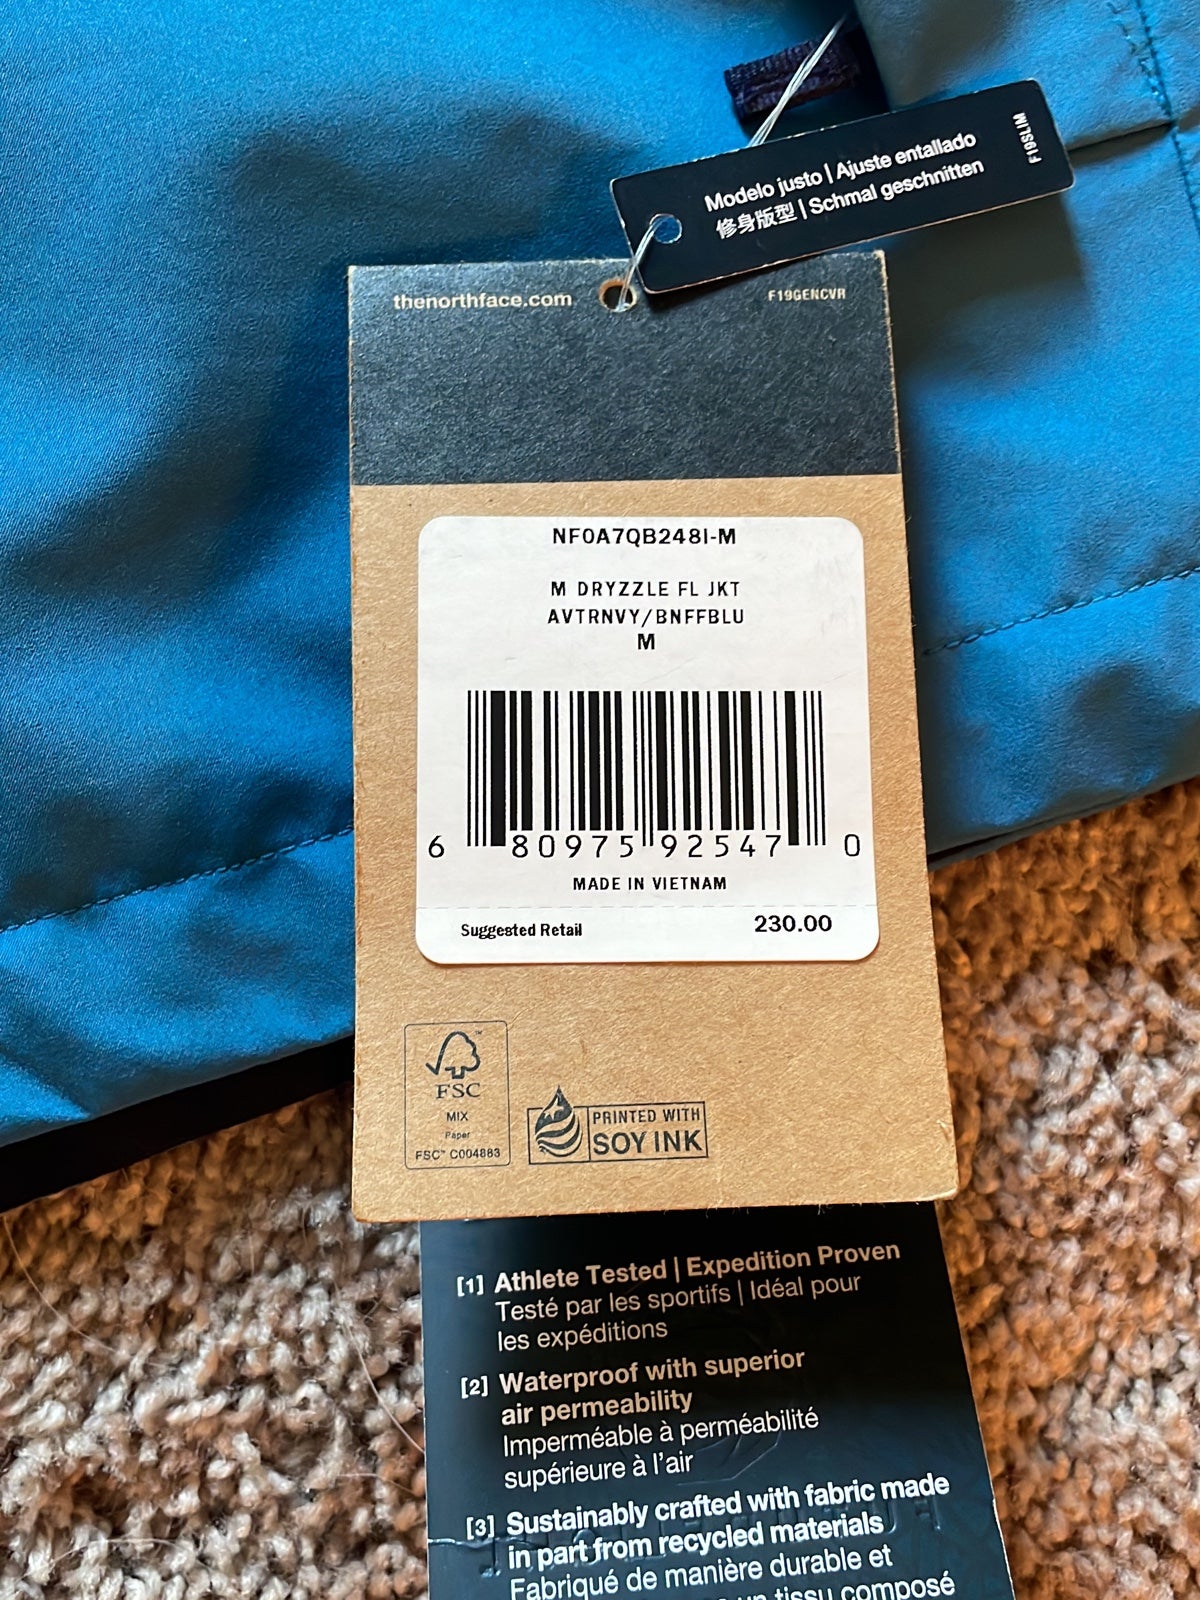 Modelo justo | Ajuste entallado
修身版型 | Schmal geschnitten
F19SLIM
thenorthface.com
F19GENCVR
NF0A7QB248I-M
M DRYZZLE FL JKT
AVTRNVY/BNFFBLU
M
6 80975 92547 0
MADE IN VIETNAM
Suggested Retail 230.00
FSC
MIX
Paper
FSC™ C004883
PRINTED WITH
SOY INK
[1] Athlete Tested | Expedition Proven
Testé par les sportifs | Idéal pour
les expéditions
[2] Waterproof with superior
air permeability
Imperméable à perméabilité
supérieure à l'air
[3] Sustainably crafted with fabric made
in part from recycled materials
Fabriqué de manière durable et
un tissu composé